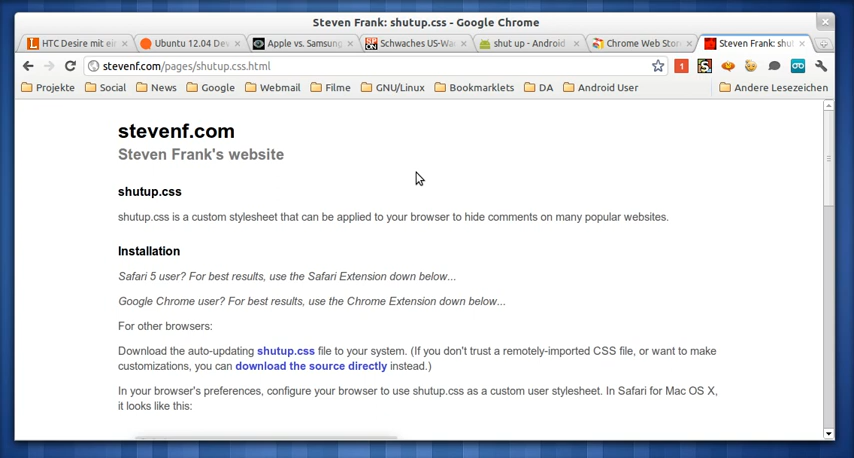 Steven Frank: shutup.css - Google Chrome
HTC Desire mit ein
Ubuntu 12.04 Dev
Apple vs. Samsung
Schwaches US-Wa
shut up - Android
Chrome Web Stor
Steven Frank: shut
stevenf.com/pages/shutup.css.html
1
Projekte
Social
News
Google
Webmail
Filme
GNU/Linux
Bookmarklets
DA
Android User
Andere Lesezeichen
stevenf.com
Steven Frank's website
shutup.css
shutup.css is a custom stylesheet that can be applied to your browser to hide comments on many popular websites.
Installation
Safari 5 user? For best results, use the Safari Extension down below...
Google Chrome user? For best results, use the Chrome Extension down below...
For other browsers:
Download the auto-updating shutup.css file to your system. (If you don't trust a remotely-imported CSS file, or want to make
customizations, you can download the source directly instead.)
In your browser's preferences, configure your browser to use shutup.css as a custom user stylesheet. In Safari for Mac OS X,
it looks like this: